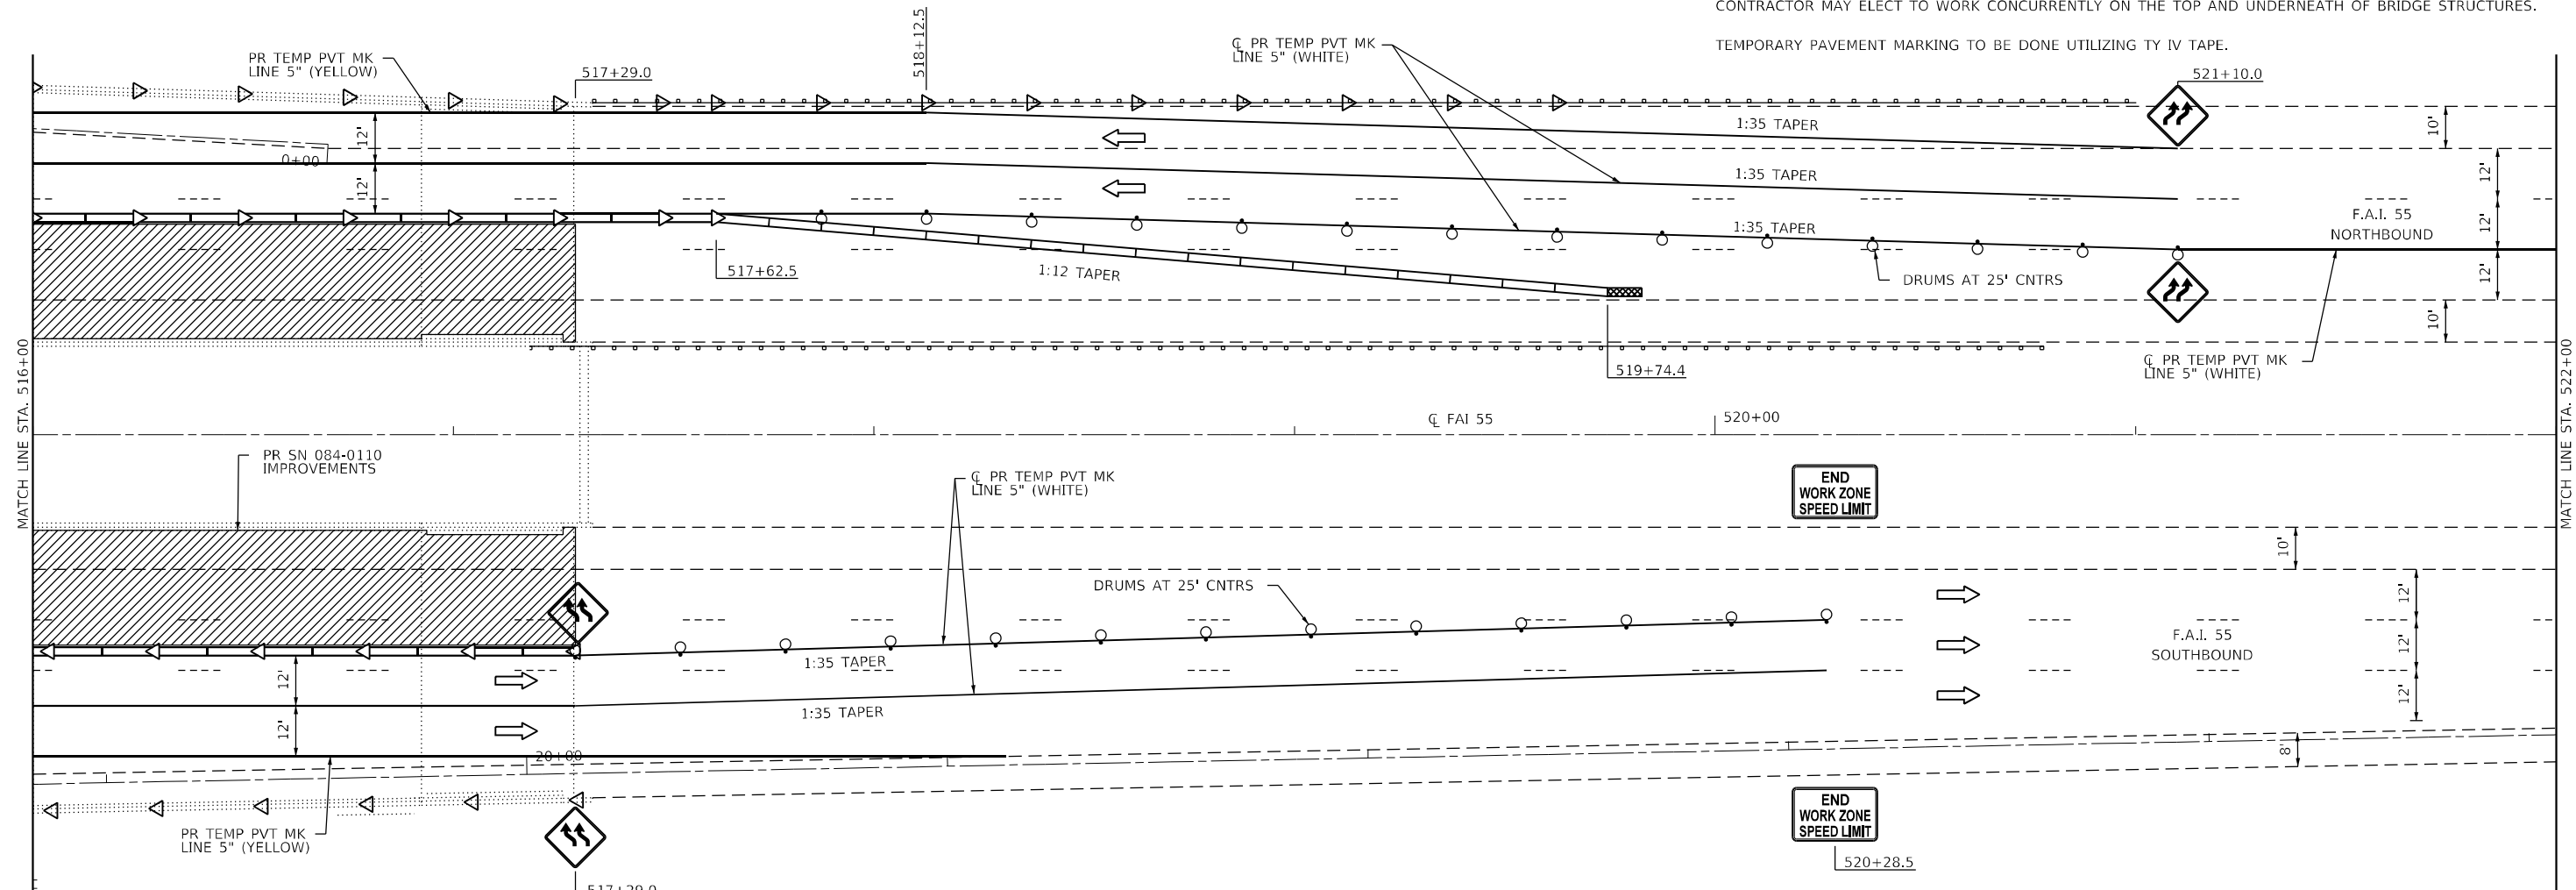 CONTRACTOR MAY ELECT TO WORK CONCURRENTLY ON THE TOP AND UNDERNEATH OF BRIDGE STRUCTURES.
TEMPORARY PAVEMENT MARKING TO BE DONE UTILIZING TY IV TAPE.
PR TEMP PVT MK
LINE 5" (YELLOW)
517+29.0
518+12.5
℄ PR TEMP PVT MK
LINE 5" (WHITE)
521+10.0
12'
12'
0+00
1:35 TAPER
1:35 TAPER
1:35 TAPER
10'
12'
12'
12'
10'
F.A.I. 55
NORTHBOUND
517+62.5
1:12 TAPER
DRUMS AT 25' CNTRS
519+74.4
℄ PR TEMP PVT MK
LINE 5" (WHITE)
MATCH LINE STA. 516+00
MATCH LINE STA. 522+00
℄ FAI 55
520+00
PR SN 084-0110
IMPROVEMENTS
℄ PR TEMP PVT MK
LINE 5" (WHITE)
END
WORK ZONE
SPEED LIMIT
10'
DRUMS AT 25' CNTRS
12'
12'
12'
8'
F.A.I. 55
SOUTHBOUND
1:35 TAPER
1:35 TAPER
12'
12'
20+00
PR TEMP PVT MK
LINE 5" (YELLOW)
END
WORK ZONE
SPEED LIMIT
520+28.5
517+29.0